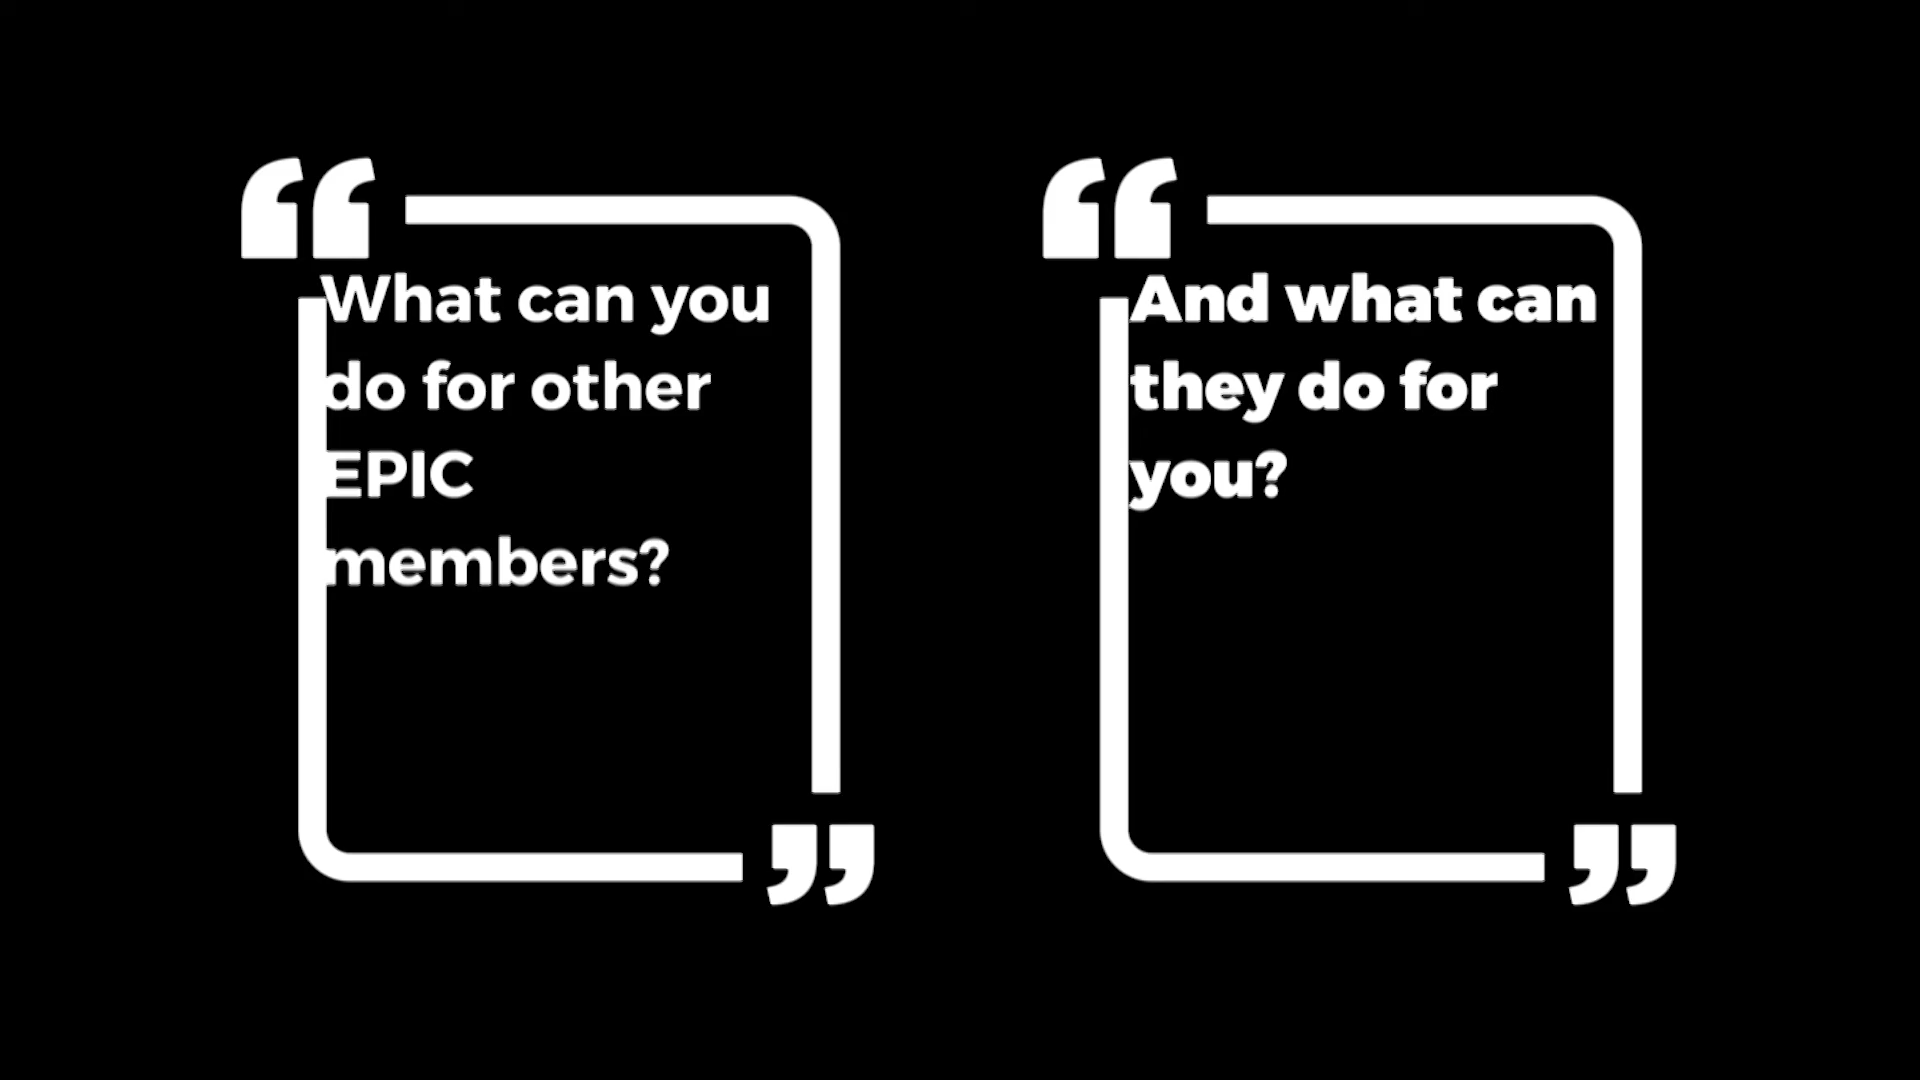 What can you
do for other
EPIC
members?
And what can
they do for
you?